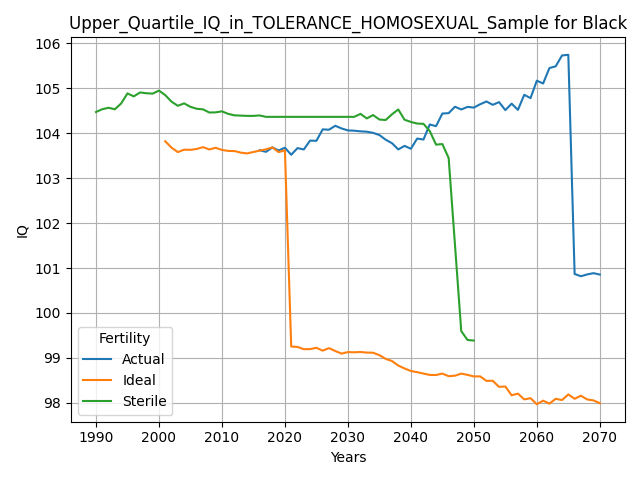 Upper_Quartile_IQ_in_TOLERANCE_HOMOSEXUAL_Sample for Black
106
105
104
103
102
101
100
99
98
IQ
Fertility
Actual
Ideal
Sterile
1990 2000 2010 2020 2030 2040 2050 2060 2070
Years